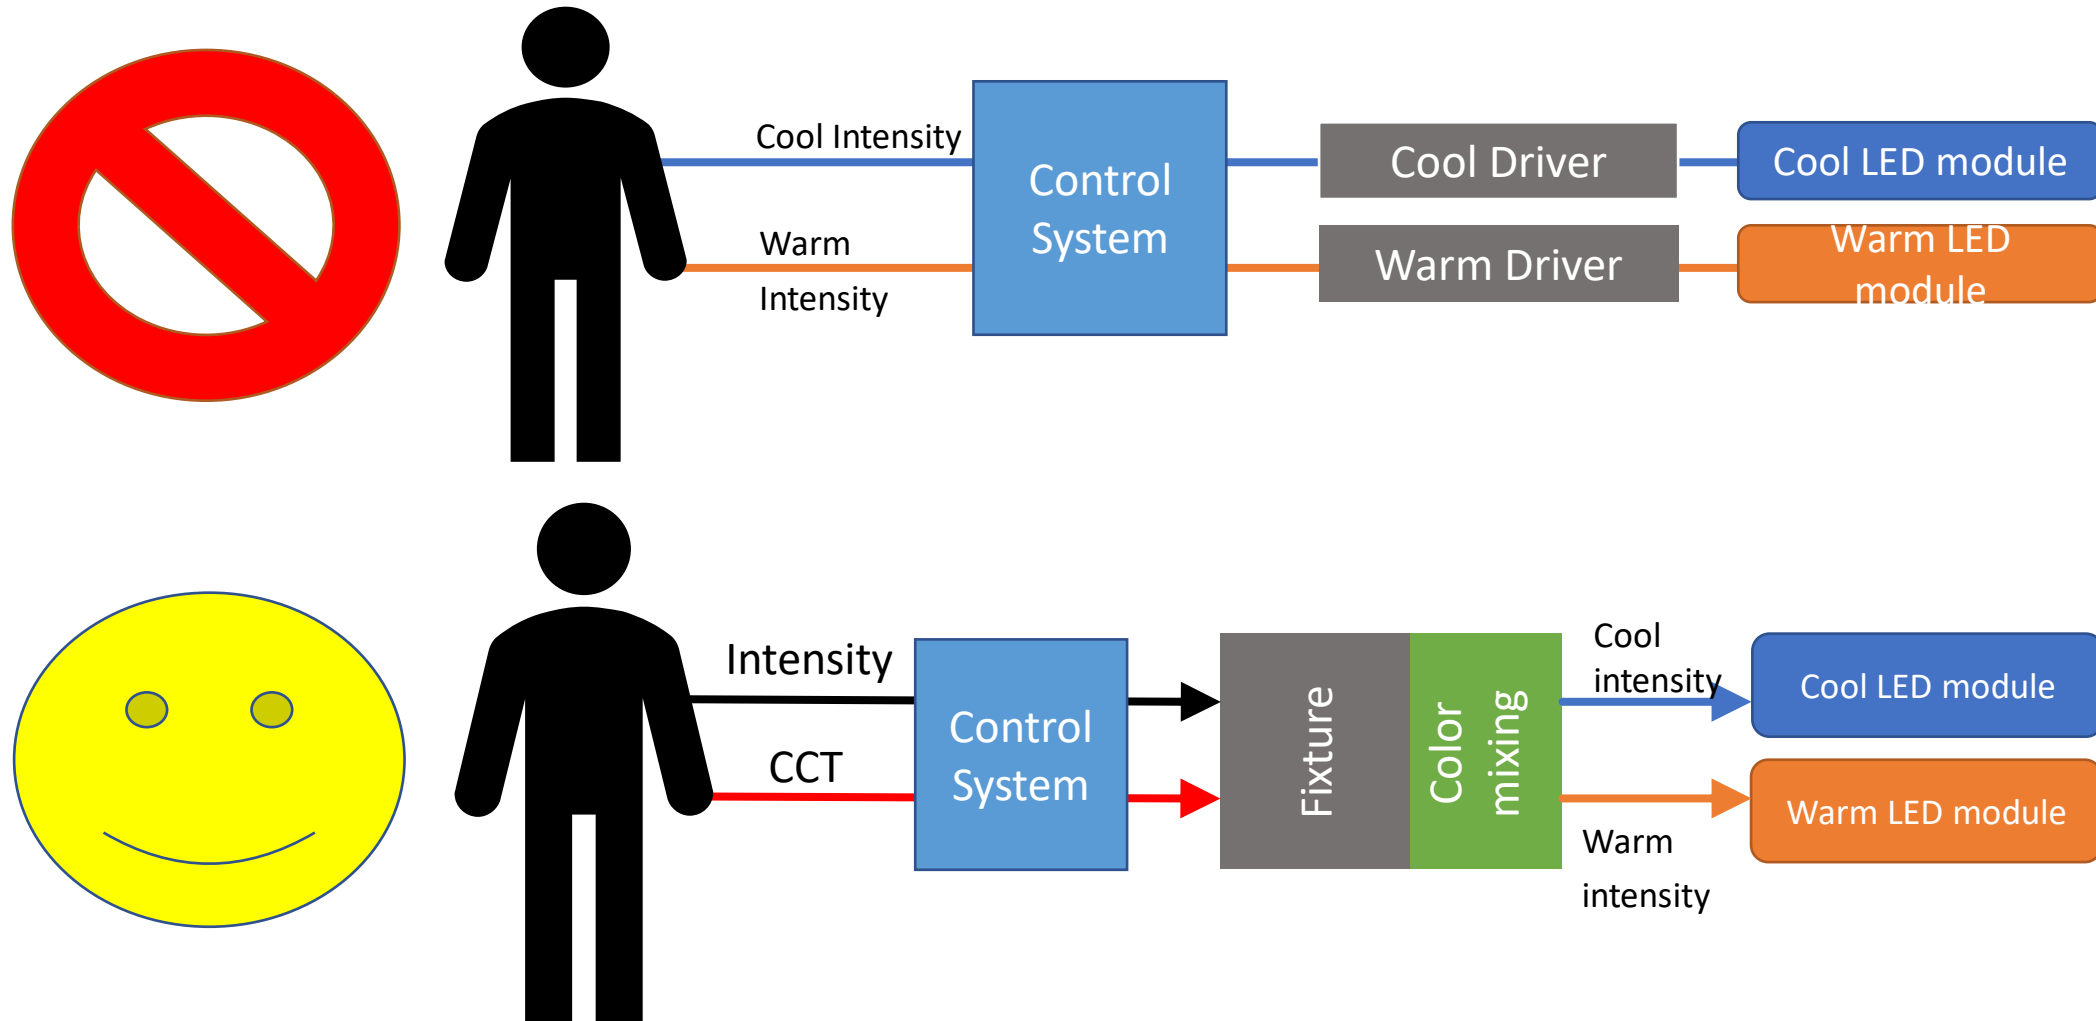 Cool Intensity
Warm
Intensity
Control
System
Cool Driver
Warm Driver
Cool LED module
Warm LED
module
Intensity
CCT
Control
System
Fixture
Color
mixing
Cool
intensity
Warm
intensity
Cool LED module
Warm LED module